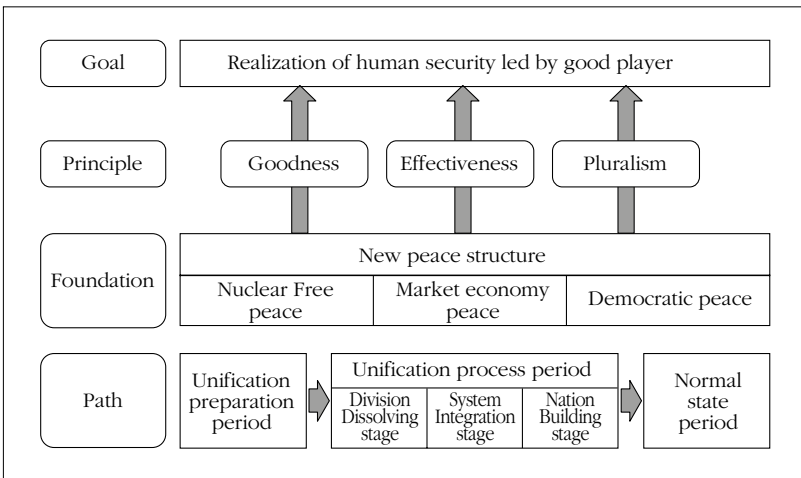 Goal
Realization of human security led by good player
Principle
Goodness
Effectiveness
Pluralism
Foundation
New peace structure
Nuclear Free
peace
Market economy
peace
Democratic peace
Path
Unification
preparation
period
Unification process period
Division
Dissolving
stage
System
Integration
stage
Nation
Building
stage
Normal
state
period